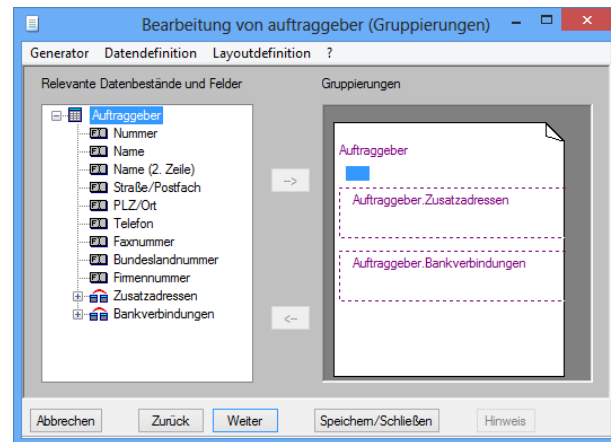 Bearbeitung von auftraggeber (Gruppierungen)
Generator Datendefinition Layoutdefinition ?
Relevante Datenbestände und Felder
Gruppierungen
Auftraggeber
Nummer
Name
Name (2. Zeile)
Straße/Postfach
PLZ/Ort
Telefon
Faxnummer
Bundeslandnummer
Firmennummer
Zusatzadressen
Bankverbindungen
-->
<--
Auftraggeber
Auftraggeber.Zusatzadressen
Auftraggeber.Bankverbindungen
Abbrechen Zurück Weiter Speichern/Schließen Hinweis